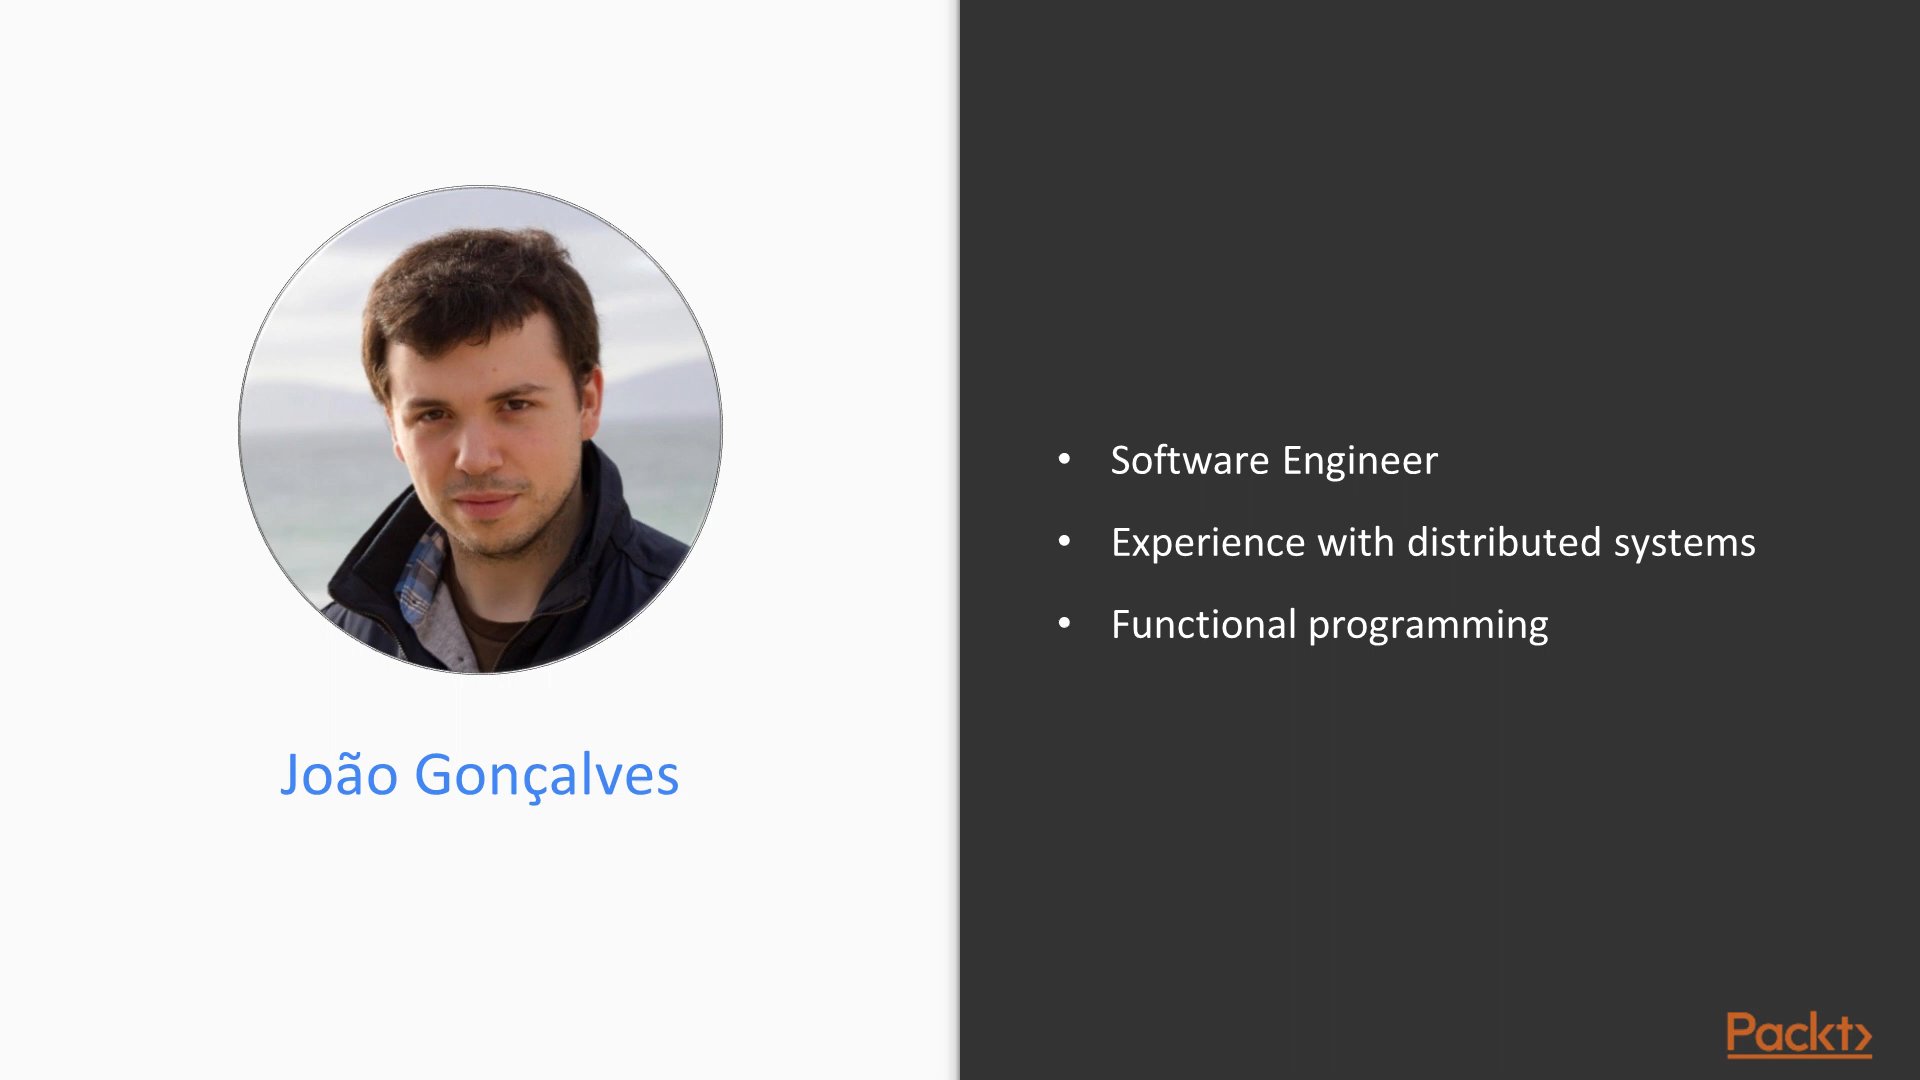 João Gonçalves
• Software Engineer
• Experience with distributed systems
• Functional programming
Packt>